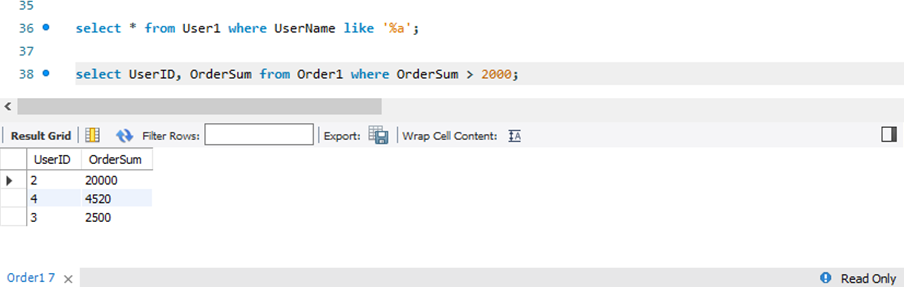 35
36 select * from User1 where UserName like '%a';
37
38 select UserID, OrderSum from Order1 where OrderSum > 2000;
Result Grid Filter Rows: Export: Wrap Cell Content: IA
UserID OrderSum
2 20000
4 4520
3 2500
Order1 7 × Read Only